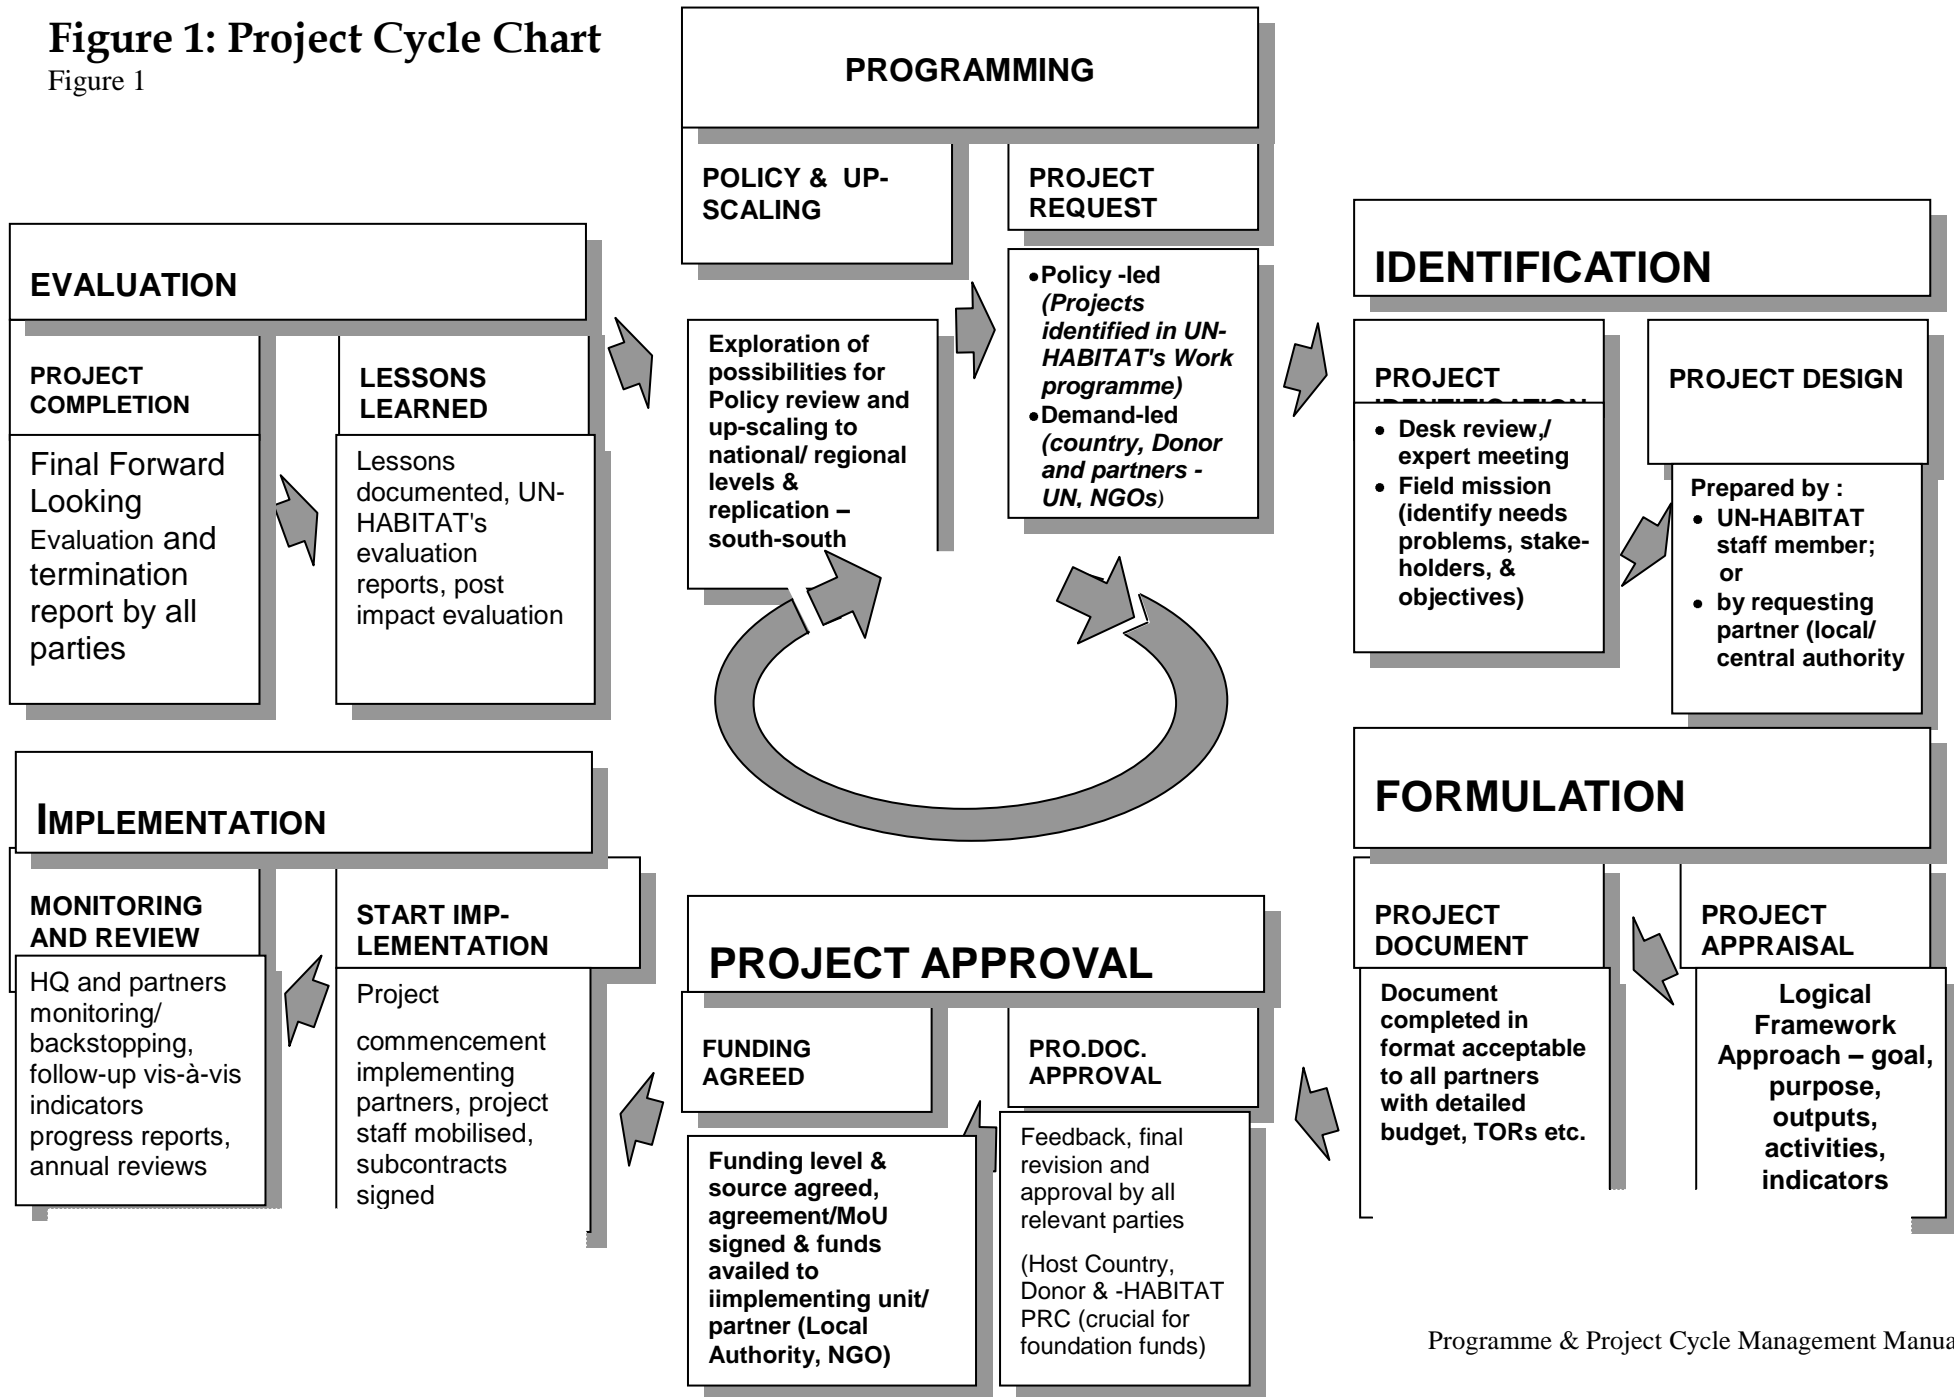 Figure 1: Project Cycle Chart
Figure 1
PROGRAMMING
POLICY & UP-
SCALING
Exploration of
possibilities for
Policy review and
up-scaling to
national/ regional
levels &
replication –
south-south
PROJECT
REQUEST
•Policy -led
(Projects
identified in UN-
HABITAT's Work
programme)
•Demand-led
(country, Donor
and partners -
UN, NGOs)
IDENTIFICATION
PROJECT
IDENTIFICATION
• Desk review,/
expert meeting
• Field mission
(identify needs
problems, stake-
holders, &
objectives)
PROJECT DESIGN
Prepared by :
• UN-HABITAT
staff member;
or
• by requesting
partner (local/
central authority
FORMULATION
PROJECT
DOCUMENT
Document
completed in
format acceptable
to all partners
with detailed
budget, TORs etc.
PROJECT
APPRAISAL
Logical
Framework
Approach – goal,
purpose,
outputs,
activities,
indicators
PROJECT APPROVAL
FUNDING
AGREED
Funding level &
source agreed,
agreement/MoU
signed & funds
availed to
iimplementing unit/
partner (Local
Authority, NGO)
PRO.DOC.
APPROVAL
Feedback, final
revision and
approval by all
relevant parties
(Host Country,
Donor & -HABITAT
PRC (crucial for
foundation funds)
IMPLEMENTATION
MONITORING
AND REVIEW
HQ and partners
monitoring/
backstopping,
follow-up vis-à-vis
indicators
progress reports,
annual reviews
START IMP-
LEMENTATION
Project
commencement
implementing
partners, project
staff mobilised,
subcontracts
signed
EVALUATION
PROJECT
COMPLETION
Final Forward
Looking
Evaluation and
termination
report by all
parties
LESSONS
LEARNED
Lessons
documented, UN-
HABITAT's
evaluation
reports, post
impact evaluation
Programme & Project Cycle Management Manua